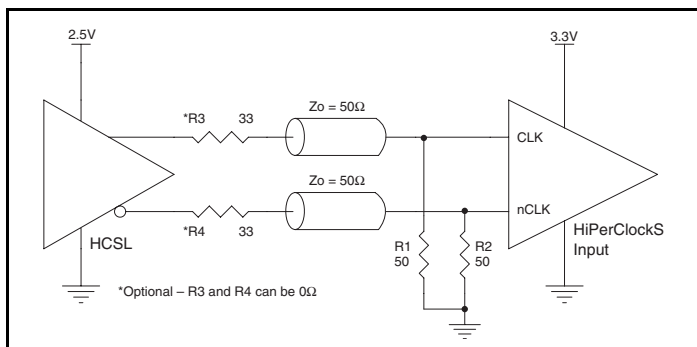 2.5V
3.3V
*R3
33
Zo = 50Ω
CLK
Zo = 50Ω
nCLK
*R4
33
HCSL
R1
50
R2
50
HiPerClockS
Input
*Optional – R3 and R4 can be 0Ω